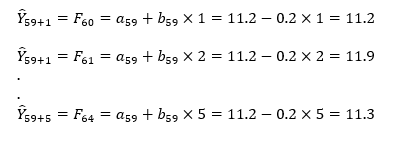 Ŷ₅₉₊₁ = F₆₀ = a₅₉ + b₅₉ × 1 = 11.2 − 0.2 × 1 = 11.2
Ŷ₅₉₊₁ = F₆₁ = a₅₉ + b₅₉ × 2 = 11.2 − 0.2 × 2 = 11.9
.
.
Ŷ₅₉₊₅ = F₆₄ = a₅₉ + b₅₉ × 5 = 11.2 − 0.2 × 5 = 11.3